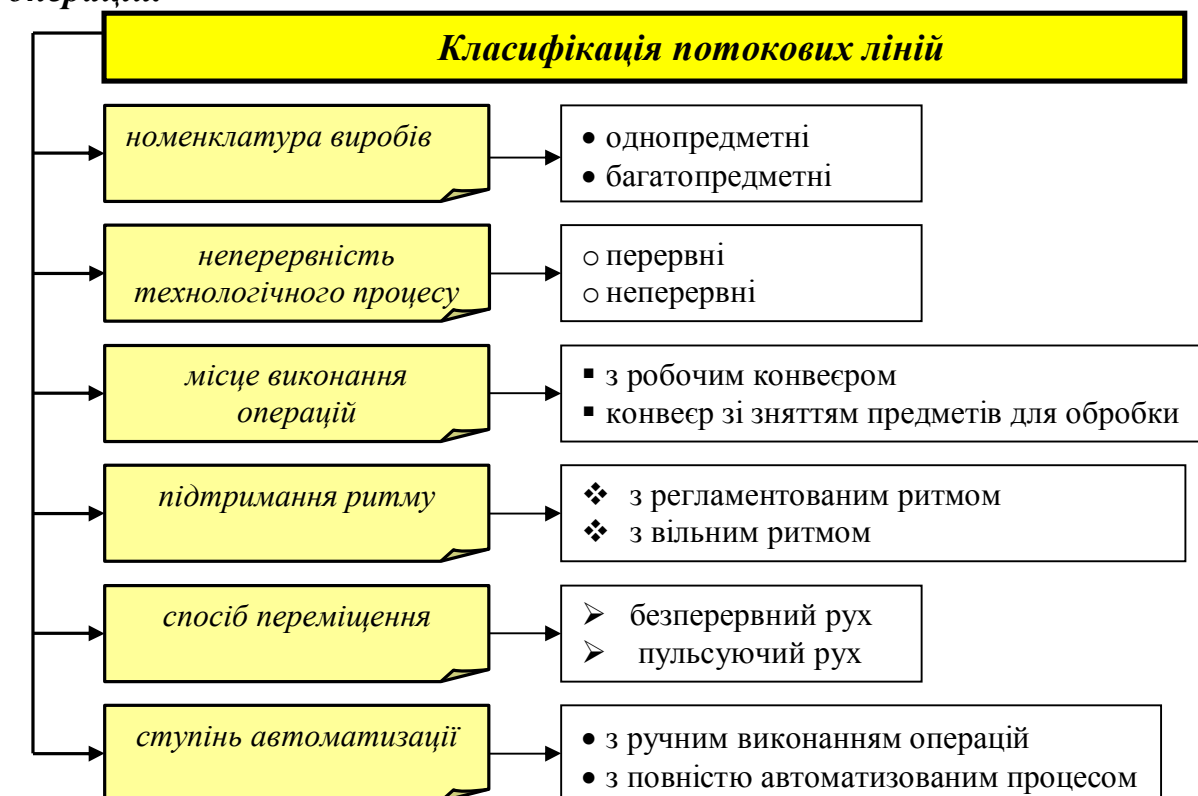 операціям
Класифікація потокових ліній
номенклатура виробів
• однопредметні
• багатопредметні
неперервність
технологічного процесу
o перервні
o неперервні
місце виконання
операцій
▪ з робочим конвеєром
▪ конвеєр зі зняттям предметів для обробки
підтримання ритму
❖ з регламентованим ритмом
❖ з вільним ритмом
спосіб переміщення
➢ безперервний рух
➢ пульсуючий рух
ступінь автоматизації
• з ручним виконанням операцій
• з повністю автоматизованим процесом